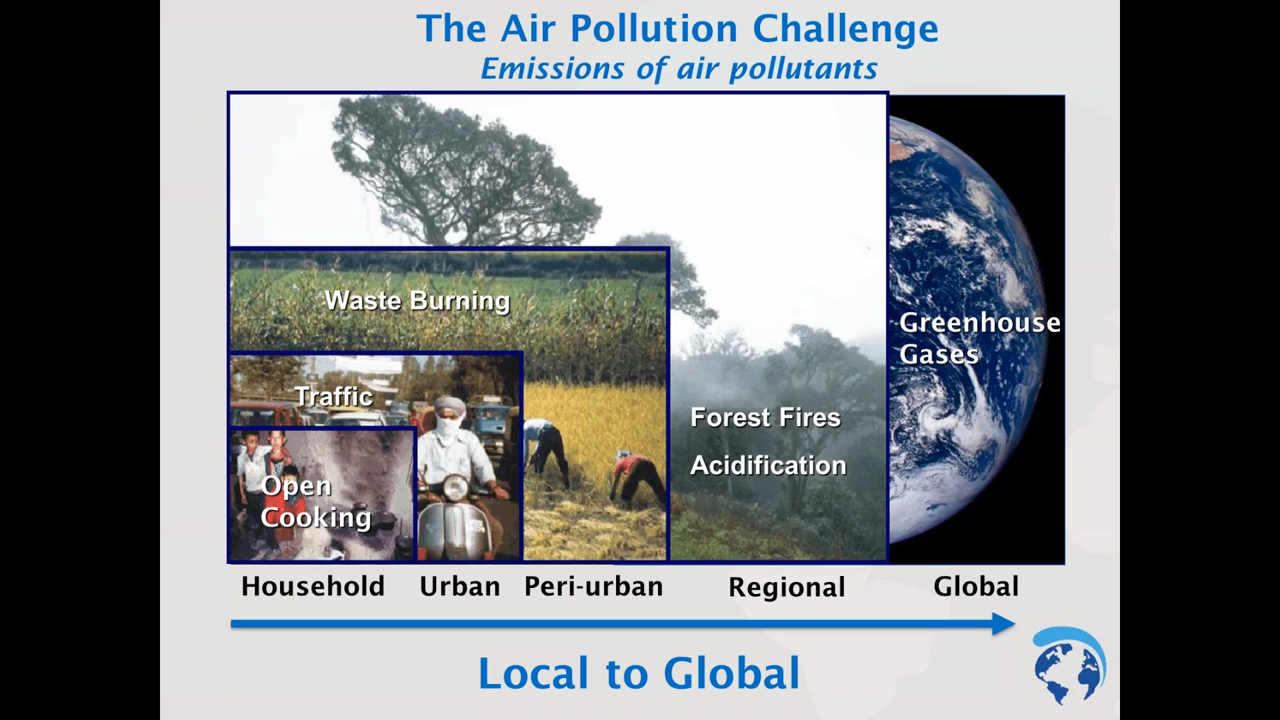 The Air Pollution Challenge
Emissions of air pollutants
Waste Burning
Traffic
Open
Cooking
Forest Fires
Acidification
Greenhouse
Gases
Household Urban Peri-urban Regional Global
Local to Global